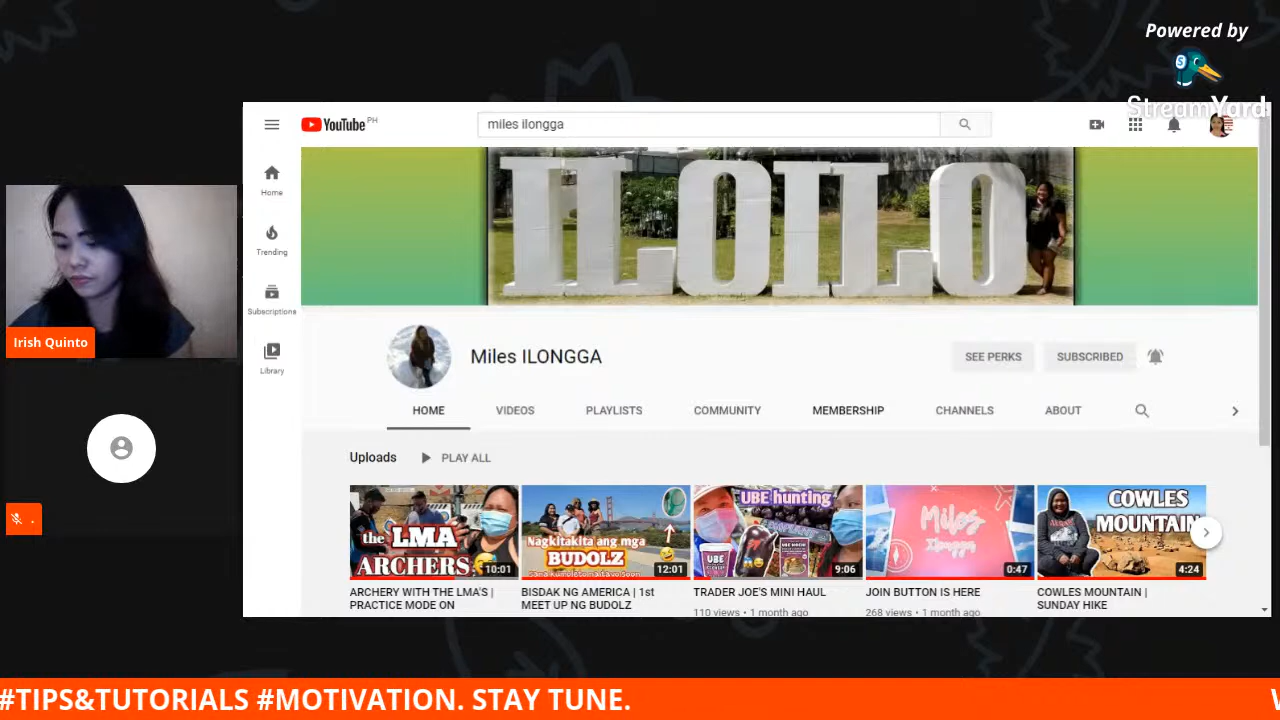 Powered by
StreamYard
YouTube PH
miles ilongga
Home
Trending
Subscriptions
Library
ILOILO
Miles ILONGGA
SEE PERKS
SUBSCRIBED
HOME
VIDEOS
PLAYLISTS
COMMUNITY
MEMBERSHIP
CHANNELS
ABOUT
Uploads
PLAY ALL
the LMA
ARCHERS
10:01
Nagkitakita ang mga
BUDOLZ
12:01
UBE hunting
UBE
9:06
Miles
Ilongga
0:47
COWLES
MOUNTAIN
4:24
ARCHERY WITH THE LMA'S |
PRACTICE MODE ON
BISDAK NG AMERICA | 1st
MEET UP NG BUDOLZ
TRADER JOE'S MINI HAUL
110 views • 1 month ago
JOIN BUTTON IS HERE
268 views • 1 month ago
COWLES MOUNTAIN |
SUNDAY HIKE
Irish Quinto
.
#TIPS&TUTORIALS #MOTIVATION. STAY TUNE.